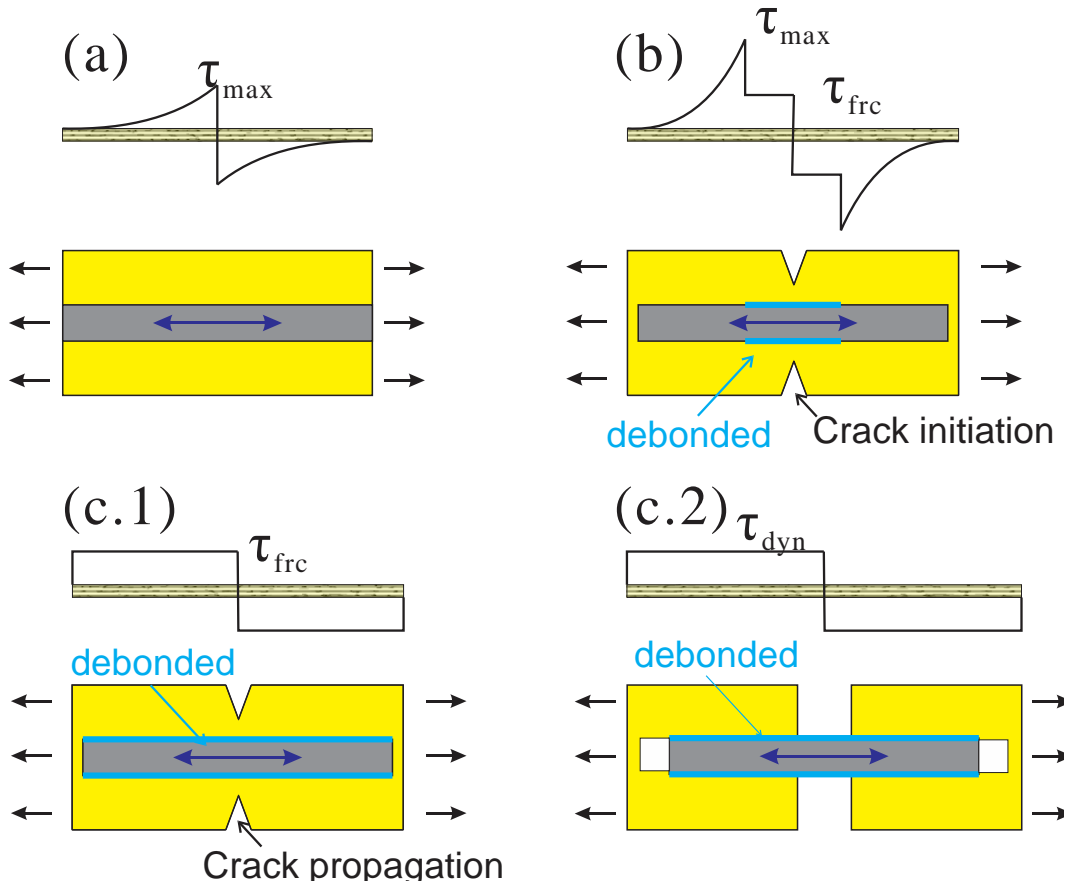 (a)
τmax
(b)
τmax
τfrc
debonded
Crack initiation
(c.1)
τfrc
debonded
Crack propagation
(c.2)
τdyn
debonded